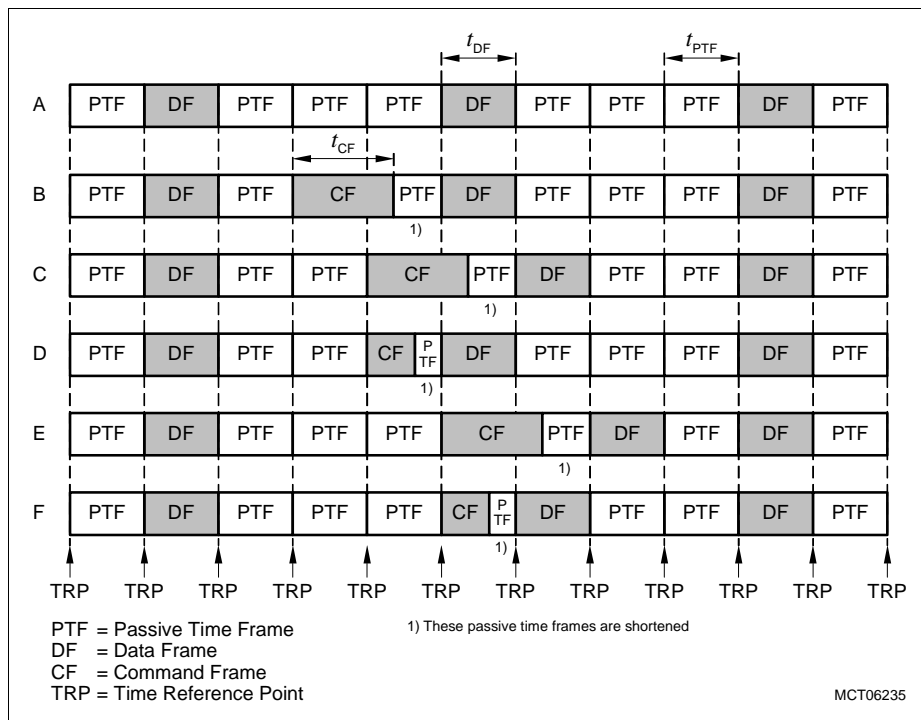 tDF tPTF
A PTF DF PTF PTF PTF DF PTF PTF PTF DF PTF
tCF
B PTF DF PTF CF PTF DF PTF PTF PTF DF PTF
1)
C PTF DF PTF PTF CF PTF DF PTF PTF DF PTF
1)
D PTF DF PTF PTF CF P TF DF PTF PTF PTF DF PTF
1)
E PTF DF PTF PTF PTF CF PTF DF PTF DF PTF
1)
F PTF DF PTF PTF PTF CF P TF DF PTF PTF DF PTF
1)
TRP TRP TRP TRP TRP TRP TRP TRP TRP TRP TRP TRP
PTF = Passive Time Frame
1) These passive time frames are shortened
DF = Data Frame
CF = Command Frame
TRP = Time Reference Point
MCT06235